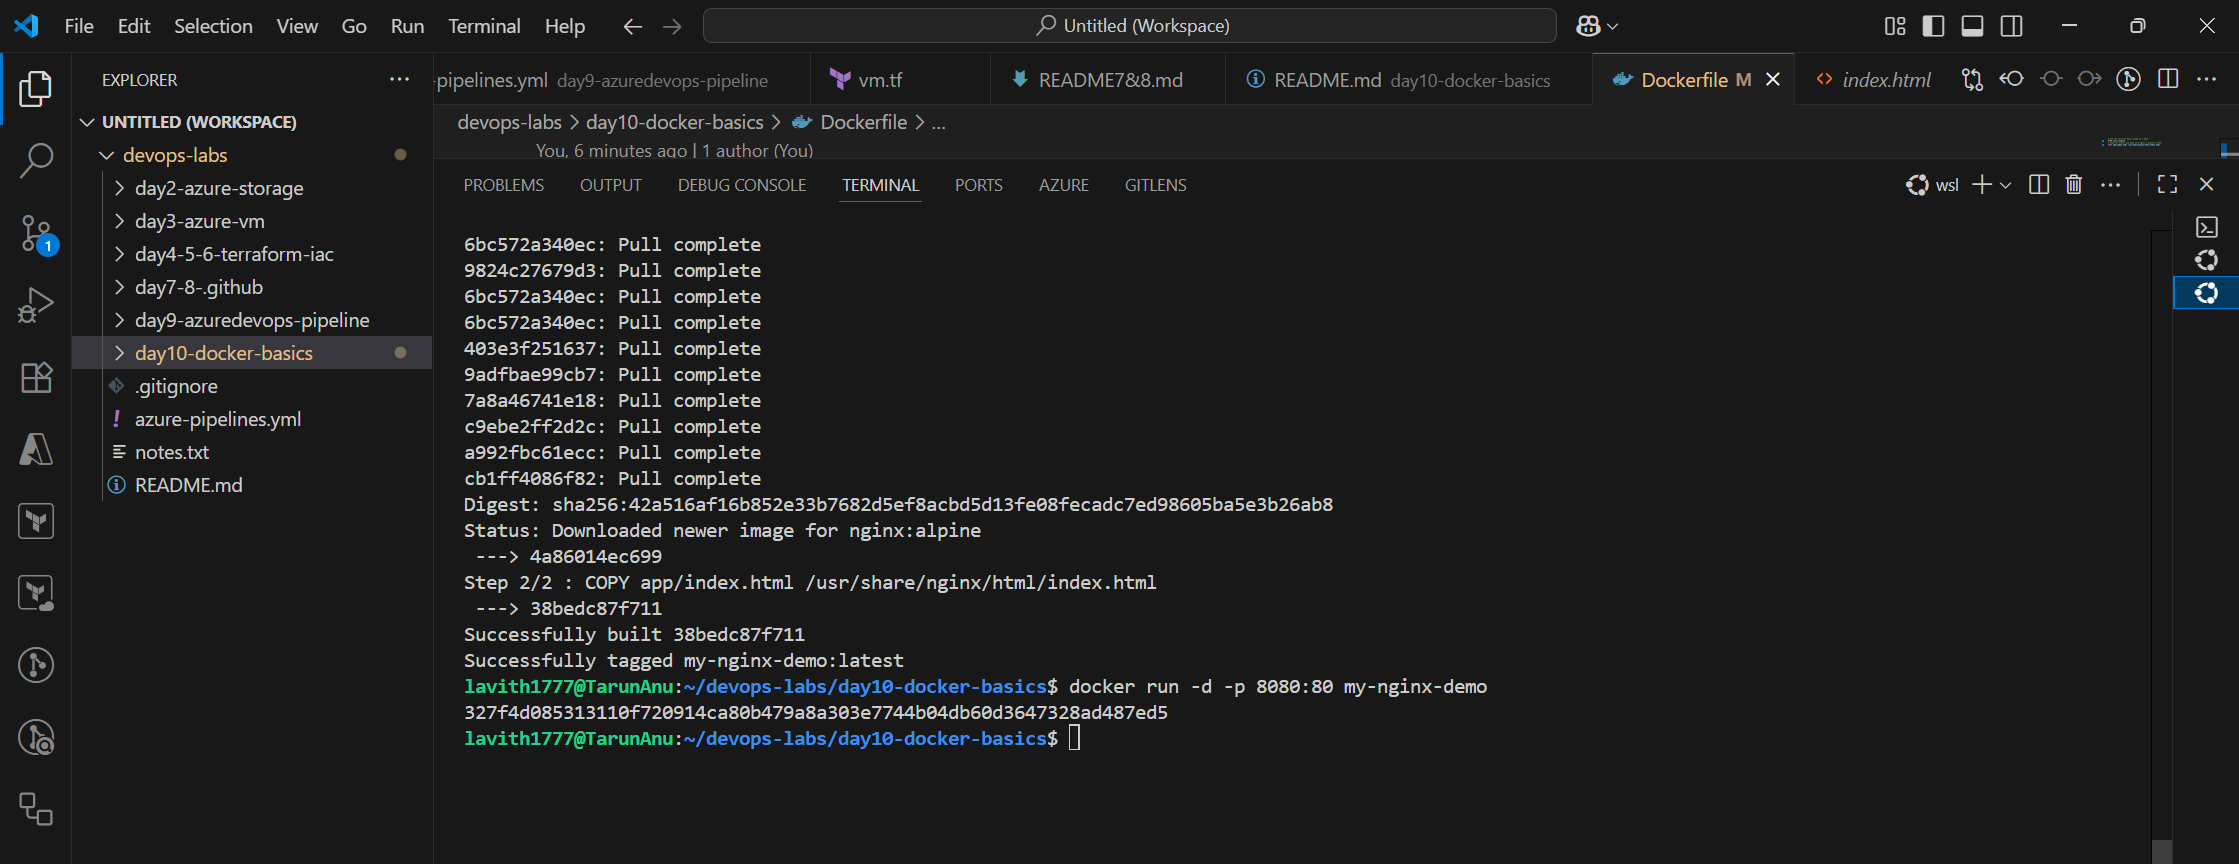 File Edit Selection View Go Run Terminal Help
Untitled (Workspace)
EXPLORER
-pipelines.yml day9-azuredevops-pipeline
vm.tf
README7&8.md
README.md day10-docker-basics
Dockerfile M
index.html
UNTITLED (WORKSPACE)
devops-labs
day2-azure-storage
day3-azure-vm
day4-5-6-terraform-iac
day7-8-.github
day9-azuredevops-pipeline
day10-docker-basics
.gitignore
! azure-pipelines.yml
notes.txt
README.md
1
devops-labs > day10-docker-basics > Dockerfile > ...
You, 6 minutes ago | 1 author (You)
PROBLEMS OUTPUT DEBUG CONSOLE TERMINAL PORTS AZURE GITLENS
wsl
6bc572a340ec: Pull complete
9824c27679d3: Pull complete
6bc572a340ec: Pull complete
6bc572a340ec: Pull complete
403e3f251637: Pull complete
9adfbae99cb7: Pull complete
7a8a46741e18: Pull complete
c9ebe2ff2d2c: Pull complete
a992fbc61ecc: Pull complete
cb1ff4086f82: Pull complete
Digest: sha256:42a516af16b852e33b7682d5ef8acbd5d13fe08fecadc7ed98605ba5e3b26ab8
Status: Downloaded newer image for nginx:alpine
---> 4a86014ec699
Step 2/2 : COPY app/index.html /usr/share/nginx/html/index.html
---> 38bedc87f711
Successfully built 38bedc87f711
Successfully tagged my-nginx-demo:latest
lavith1777@TarunAnu:~/devops-labs/day10-docker-basics$ docker run -d -p 8080:80 my-nginx-demo
327f4d085313110f720914ca80b479a8a303e7744b04db60d3647328ad487ed5
lavith1777@TarunAnu:~/devops-labs/day10-docker-basics$